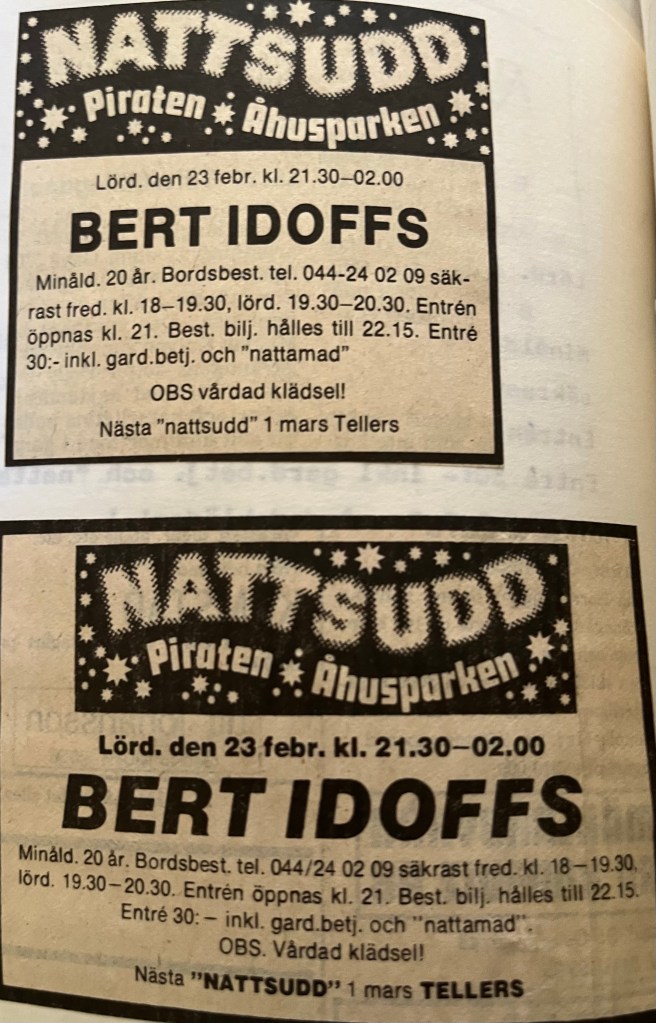 NATTSUDD
Piraten Åhusparken
Lörd. den 23 febr. kl. 21.30–02.00
BERT IDOFFS
Minåld. 20 år. Bordsbest. tel. 044-24 02 09 säk-
rast fred. kl. 18–19.30, lörd. 19.30–20.30. Entrén
öppnas kl. 21. Best. bilj. hålles till 22.15. Entré
30:- inkl. gard.betj. och "nattamad"
OBS vårdad klädsel!
Nästa "nattsudd" 1 mars Tellers
NATTSUDD
Piraten Åhusparken
Lörd. den 23 febr. kl. 21.30–02.00
BERT IDOFFS
Minåld. 20 år. Bordsbest. tel. 044/24 02 09 säkrast fred. kl. 18–19.30,
lörd. 19.30–20.30. Entrén öppnas kl. 21. Best. bilj. hålles till 22.15.
Entré 30:– inkl. gard.betj. och "nattamad".
OBS. Vårdad klädsel!
Nästa "NATTSUDD" 1 mars TELLERS